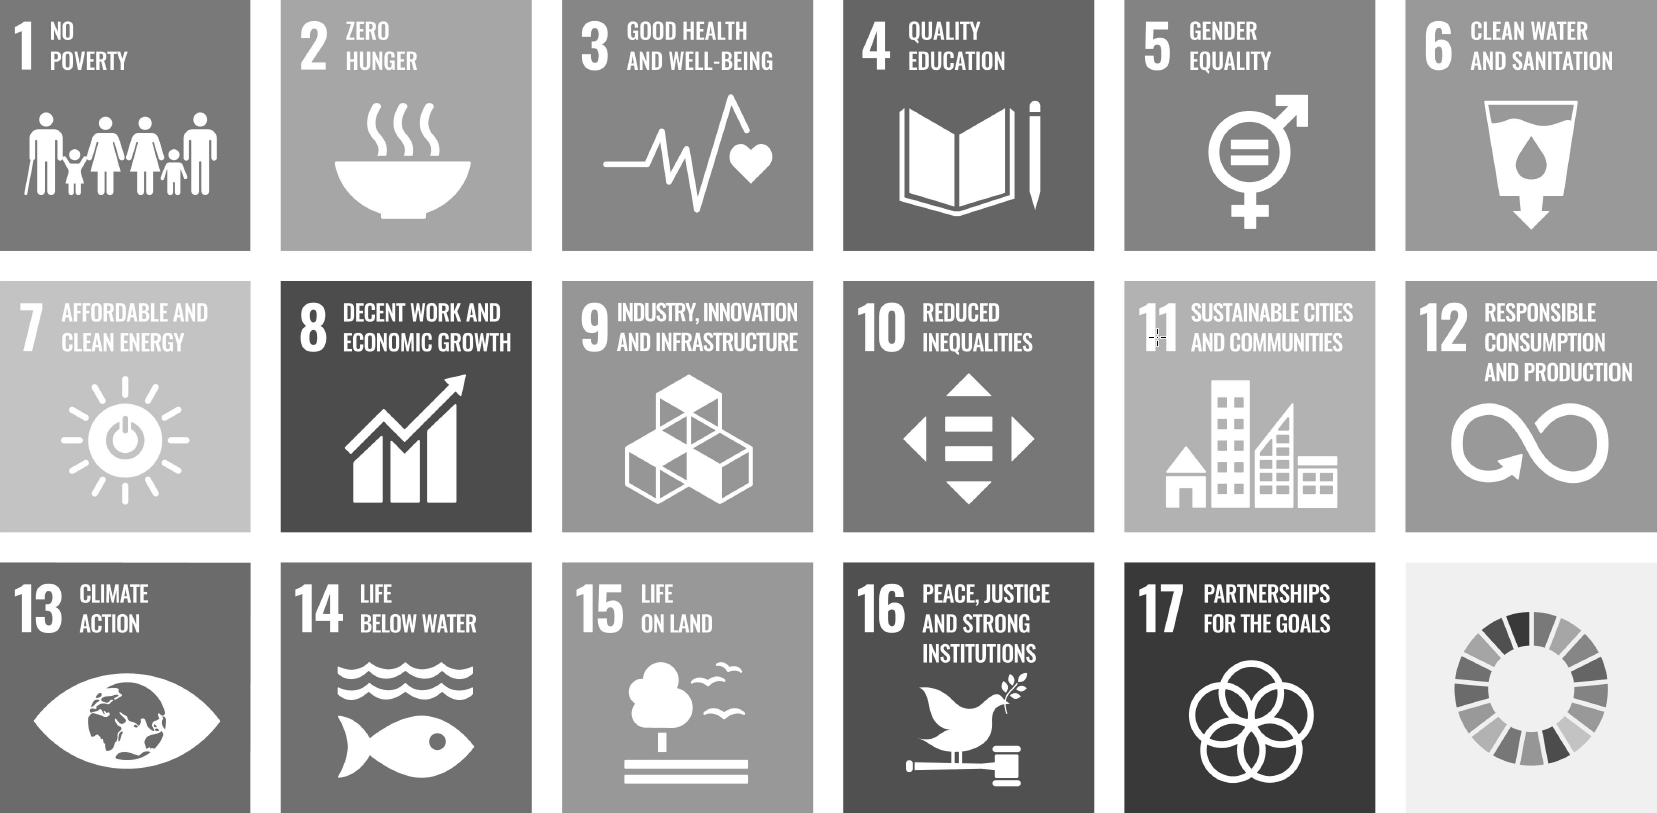 1 NO
POVERTY
2 ZERO
HUNGER
3 GOOD HEALTH
AND WELL-BEING
4 QUALITY
EDUCATION
5 GENDER
EQUALITY
6 CLEAN WATER
AND SANITATION
7 AFFORDABLE AND
CLEAN ENERGY
8 DECENT WORK AND
ECONOMIC GROWTH
9 INDUSTRY, INNOVATION
AND INFRASTRUCTURE
10 REDUCED
INEQUALITIES
11 SUSTAINABLE CITIES
AND COMMUNITIES
12 RESPONSIBLE
CONSUMPTION
AND PRODUCTION
13 CLIMATE
ACTION
14 LIFE
BELOW WATER
15 LIFE
ON LAND
16 PEACE, JUSTICE
AND STRONG
INSTITUTIONS
17 PARTNERSHIPS
FOR THE GOALS